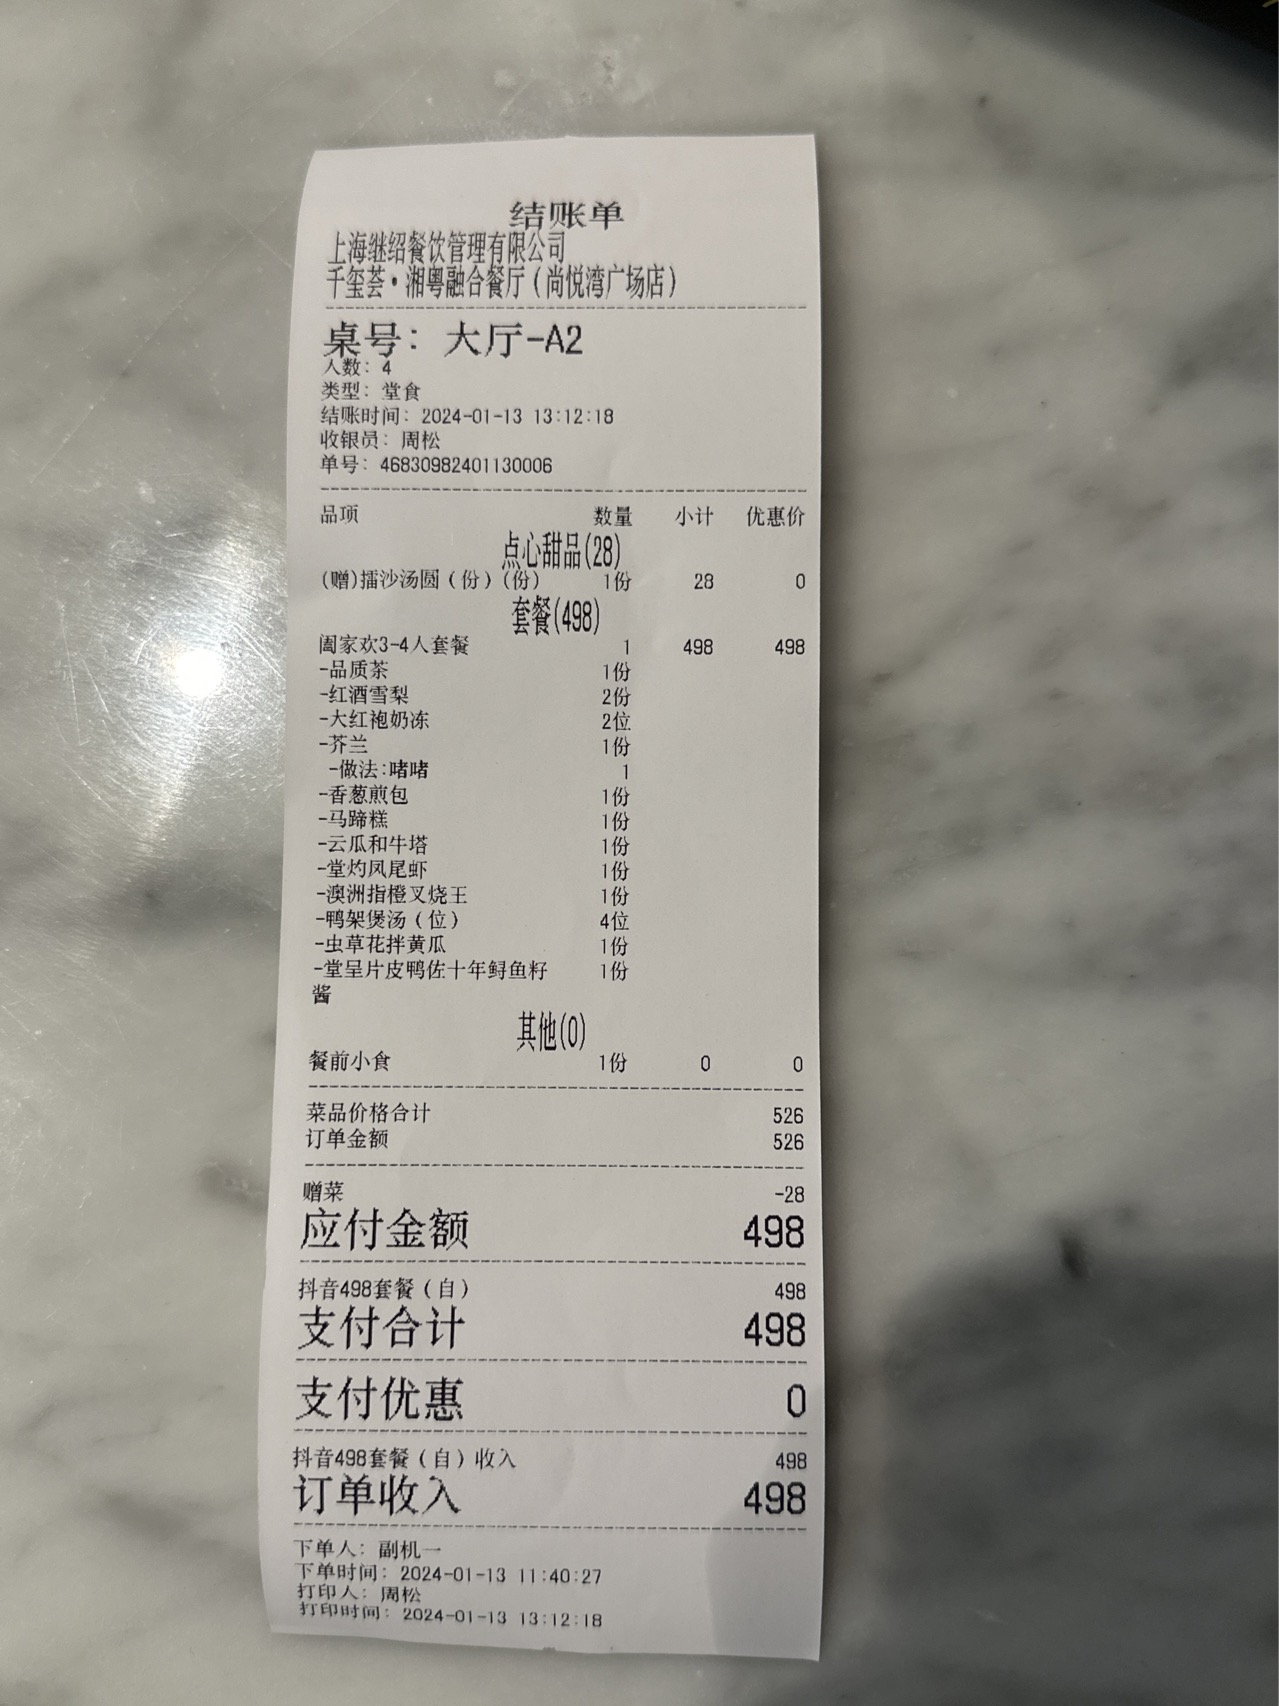 结账单
上海继绍餐饮管理有限公司
千玺荟·湘粤融合餐厅(尚悦湾广场店)
桌号: 大厅-A2
人数: 4
类型: 堂食
结账时间: 2024-01-13 13:12:18
收银员: 周松
单号: 46830982401130006
品项 数量 小计 优惠价
点心甜品(28)
(赠)擂沙汤圆(份)(份) 1份 28 0
套餐(498)
阖家欢3-4人套餐 1 498 498
-品质茶 1份
-红酒雪梨 2份
-大红袍奶冻 2位
-芥兰 1份
-做法:啫啫 1
-香葱煎包 1份
-马蹄糕 1份
-云瓜和牛塔 1份
-堂灼凤尾虾 1份
-澳洲指橙叉烧王 1份
-鸭架煲汤(位) 4位
-虫草花拌黄瓜 1份
-堂呈片皮鸭佐十年鲟鱼籽 1份
酱
其他(0)
餐前小食 1份 0 0
菜品价格合计 526
订单金额 526
赠菜 -28
应付金额 498
抖音498套餐(自) 498
支付合计 498
支付优惠 0
抖音498套餐(自)收入 498
订单收入 498
下单人: 副机一
下单时间: 2024-01-13 11:40:27
打印人: 周松
打印时间: 2024-01-13 13:12:18